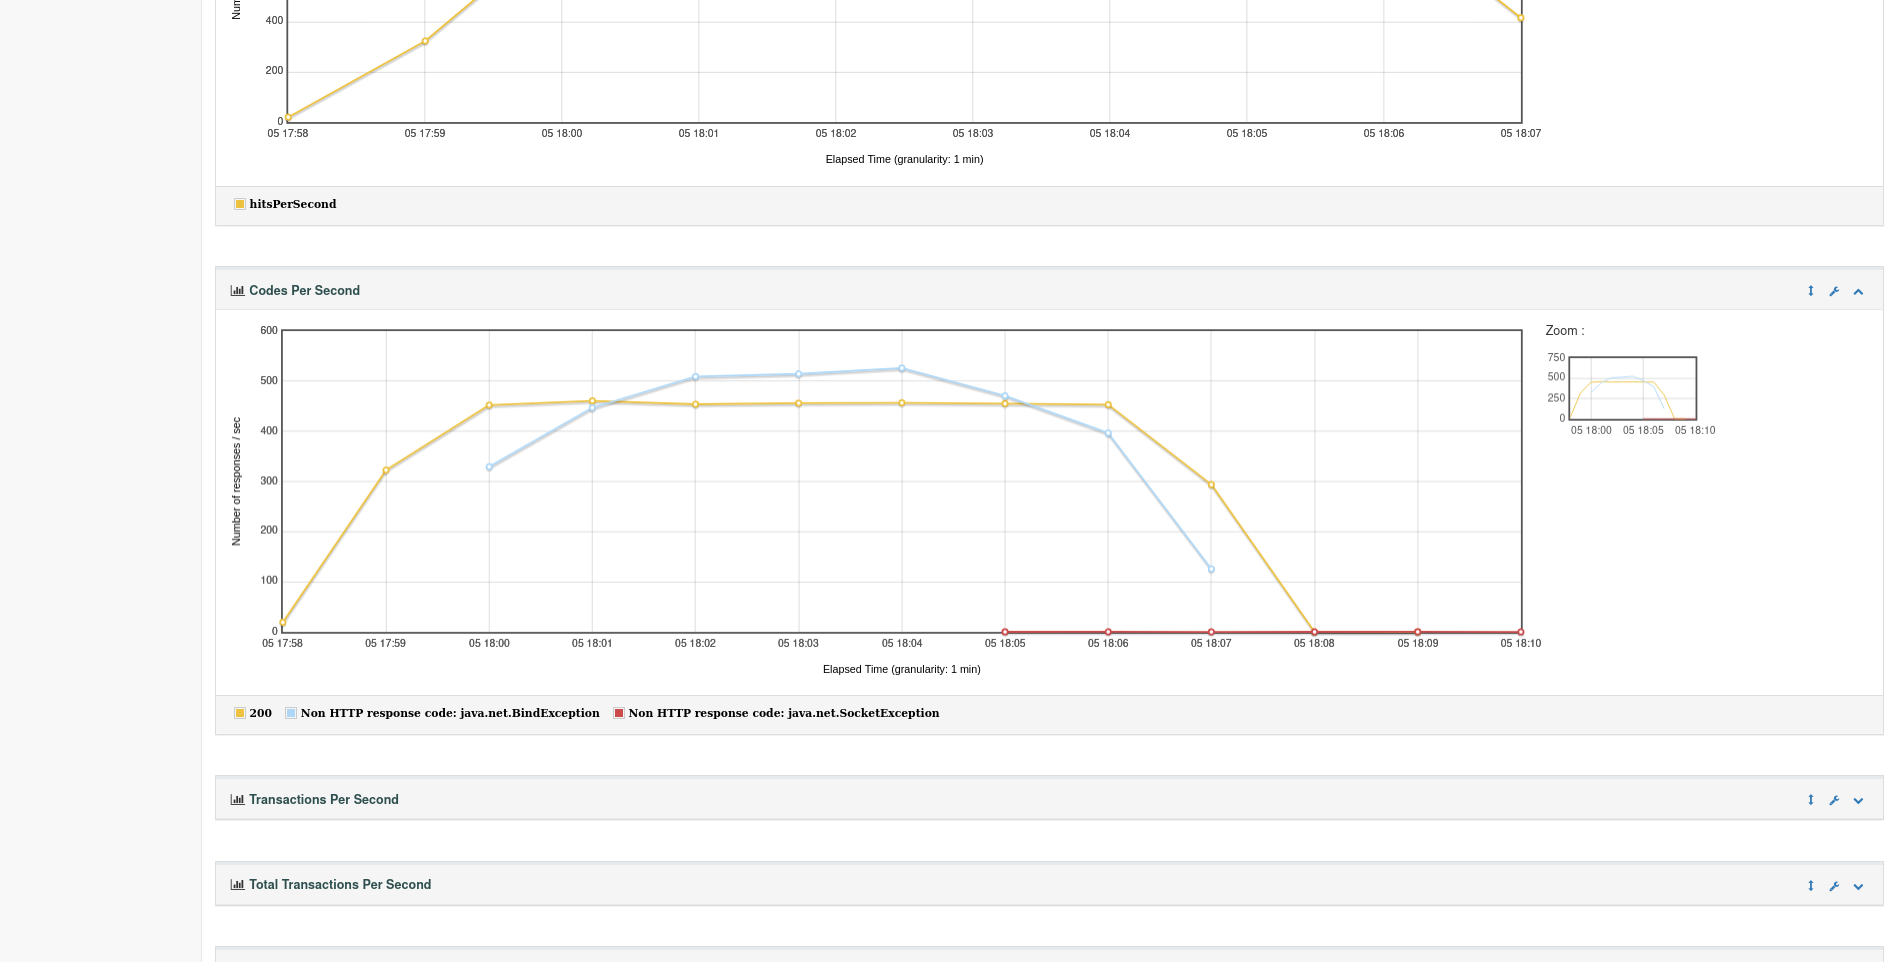 Num
400
200
0
05 17:58 05 17:59 05 18:00 05 18:01 05 18:02 05 18:03 05 18:04 05 18:05 05 18:06 05 18:07
Elapsed Time (granularity: 1 min)
hitsPerSecond
Codes Per Second
Number of responses / sec
600
500
400
300
200
100
0
05 17:58 05 17:59 05 18:00 05 18:01 05 18:02 05 18:03 05 18:04 05 18:05 05 18:06 05 18:07 05 18:08 05 18:09 05 18:10
Elapsed Time (granularity: 1 min)
Zoom :
750
500
250
0
05 18:00 05 18:05 05 18:10
200 Non HTTP response code: java.net.BindException Non HTTP response code: java.net.SocketException
Transactions Per Second
Total Transactions Per Second